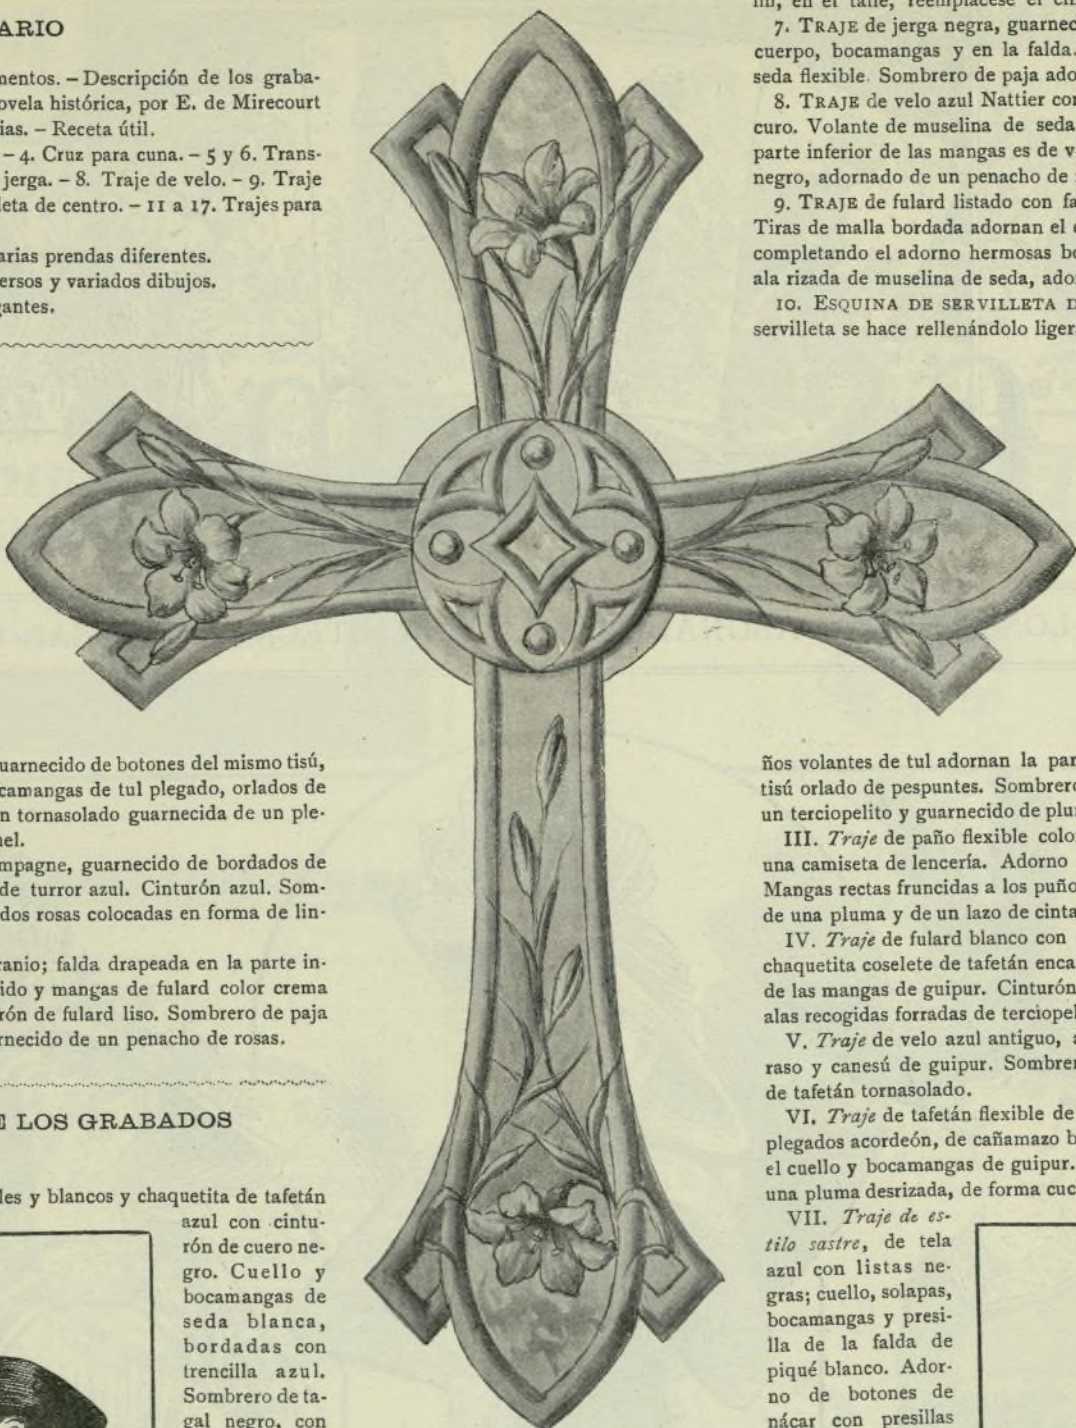 ARIO
mentos. – Descripción de los graba-
ovela histórica, por E. de Mirecourt
ias. – Receta útil.
– 4. Cruz para cuna. – 5 y 6. Trans-
jerga. – 8. Traje de velo. – 9. Traje
leta de centro. – 11 a 17. Trajes para
arias prendas diferentes.
ersos y variados dibujos.
gantes.
uarnecido de botones del mismo tisú,
camangas de tul plegado, orlados de
n tornasolado guarnecida de un ple-
nel.
mpagne, guarnecido de bordados de
de turror azul. Cinturón azul. Som-
dos rosas colocadas en forma de lin-
ranio; falda drapeada en la parte in-
ido y mangas de fulard color crema
rón de fulard liso. Sombrero de paja
rnecido de un penacho de rosas.
E LOS GRABADOS
les y blancos y chaquetita de tafetán
azul con cintu-
rón de cuero ne-
gro. Cuello y
bocamangas de
seda blanca,
bordadas con
trencilla azul.
Sombrero de ta-
gal negro, con
7. TRAJE de jerga negra, guarnec
cuerpo, bocamangas y en la falda.
seda flexible. Sombrero de paja ado
8. TRAJE de velo azul Nattier con
curo. Volante de muselina de seda
parte inferior de las mangas es de v
negro, adornado de un penacho de
9. TRAJE de fulard listado con fa
Tiras de malla bordada adornan el
completando el adorno hermosas bo
ala rizada de muselina de seda, ado
10. ESQUINA DE SERVILLETA D
servilleta se hace rellenándolo liger
ños volantes de tul adornan la par
tisú orlado de pespuntes. Sombrero
un terciopelito y guarnecido de plu
III. Traje de paño flexible colo
una camiseta de lencería. Adorno
Mangas rectas fruncidas a los puño
de una pluma y de un lazo de cinta
IV. Traje de fulard blanco con
chaquetita coselete de tafetán enca
de las mangas de guipur. Cinturón
alas recogidas forradas de terciopel
V. Traje de velo azul antiguo, a
raso y canesú de guipur. Sombrer
de tafetán tornasolado.
VI. Traje de tafetán flexible de
plegados acordeón, de cañamazo b
el cuello y bocamangas de guipur.
una pluma desrizada, de forma cuc
VII. Traje de es-
tilo sastre, de tela
azul con listas ne-
gras; cuello, solapas,
bocamangas y presi-
lla de la falda de
piqué blanco. Ador-
no de botones de
nácar con presillas